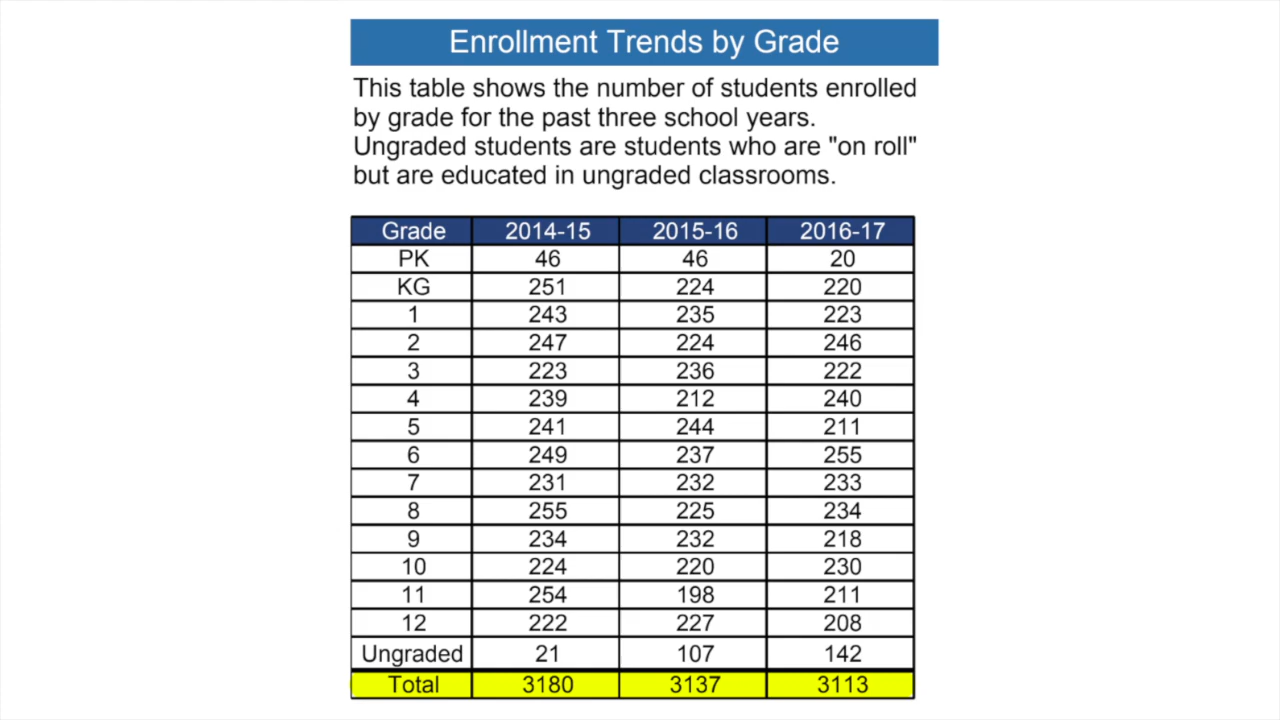 Enrollment Trends by Grade
This table shows the number of students enrolled
by grade for the past three school years.
Ungraded students are students who are "on roll"
but are educated in ungraded classrooms.
Grade 2014-15 2015-16 2016-17
PK 46 46 20
KG 251 224 220
1 243 235 223
2 247 224 246
3 223 236 222
4 239 212 240
5 241 244 211
6 249 237 255
7 231 232 233
8 255 225 234
9 234 232 218
10 224 220 230
11 254 198 211
12 222 227 208
Ungraded 21 107 142
Total 3180 3137 3113